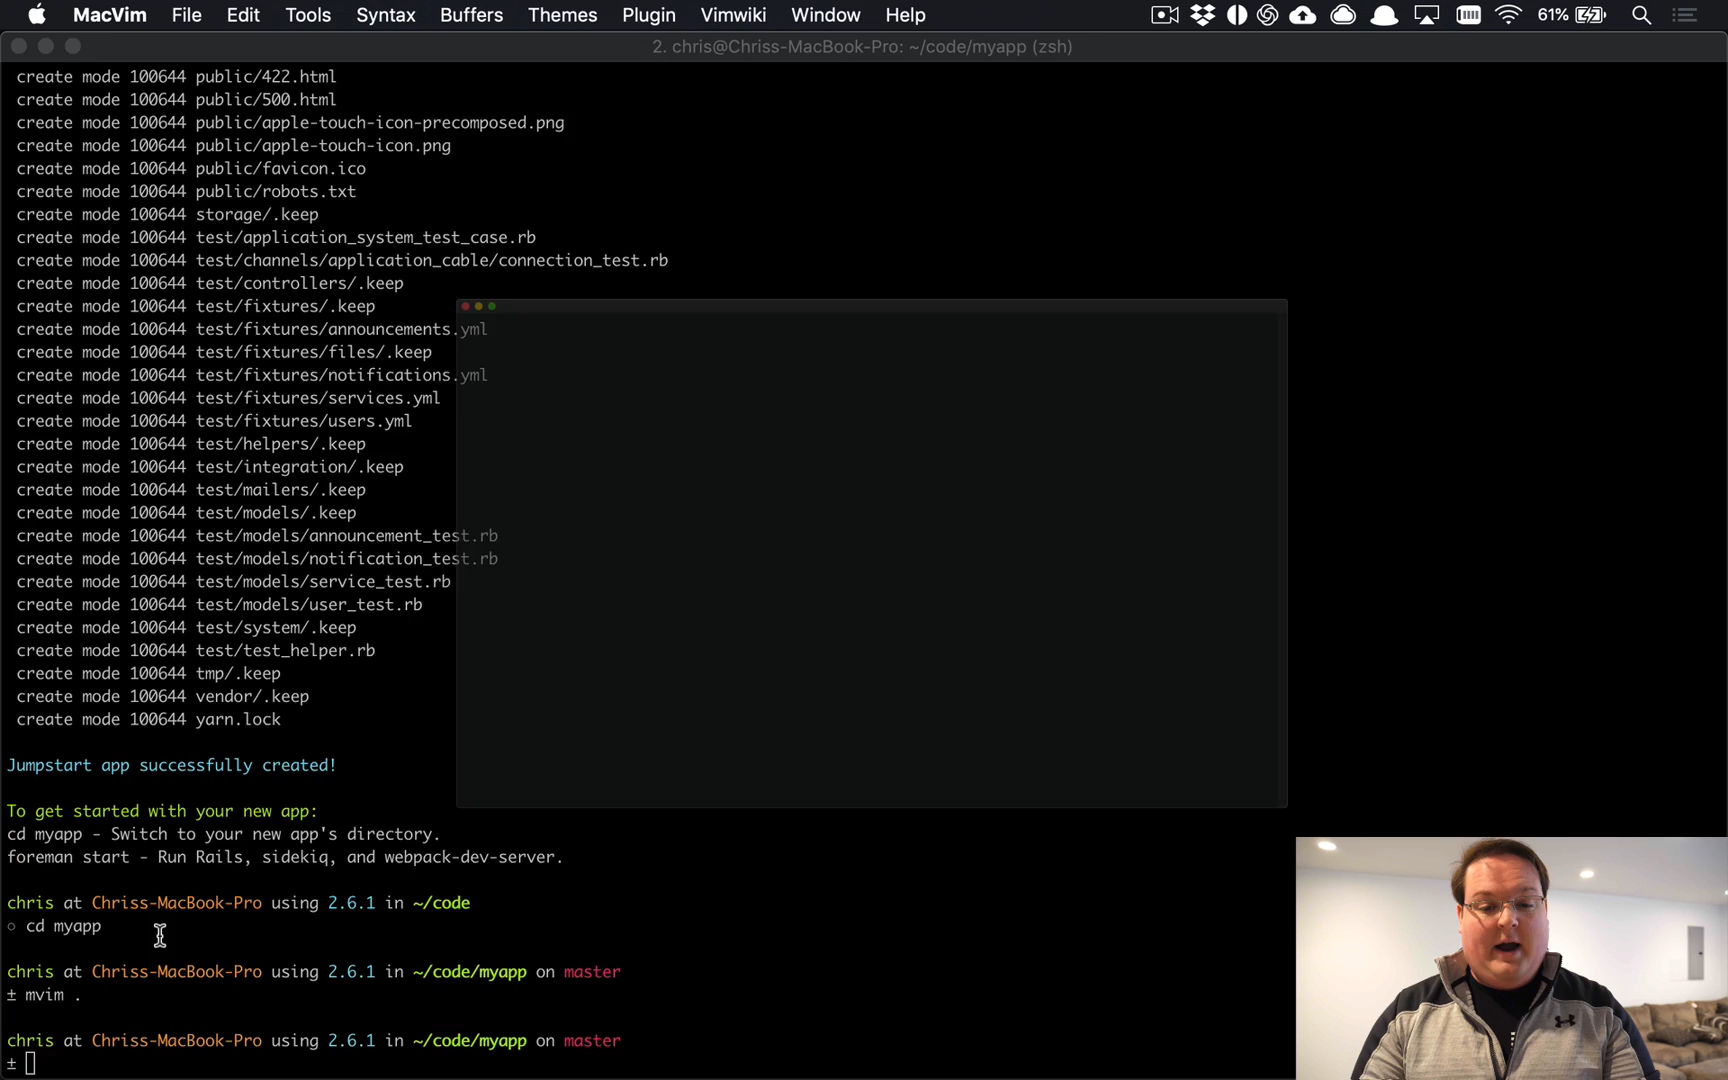 MacVim File Edit Tools Syntax Buffers Themes Plugin Vimwiki Window Help 61%
2. chris@Chriss-MacBook-Pro: ~/code/myapp (zsh)
create mode 100644 public/422.html
create mode 100644 public/500.html
create mode 100644 public/apple-touch-icon-precomposed.png
create mode 100644 public/apple-touch-icon.png
create mode 100644 public/favicon.ico
create mode 100644 public/robots.txt
create mode 100644 storage/.keep
create mode 100644 test/application_system_test_case.rb
create mode 100644 test/channels/application_cable/connection_test.rb
create mode 100644 test/controllers/.keep
create mode 100644 test/fixtures/.keep
create mode 100644 test/fixtures/announcements.yml
create mode 100644 test/fixtures/files/.keep
create mode 100644 test/fixtures/notifications.yml
create mode 100644 test/fixtures/services.yml
create mode 100644 test/fixtures/users.yml
create mode 100644 test/helpers/.keep
create mode 100644 test/integration/.keep
create mode 100644 test/mailers/.keep
create mode 100644 test/models/.keep
create mode 100644 test/models/announcement_test.rb
create mode 100644 test/models/notification_test.rb
create mode 100644 test/models/service_test.rb
create mode 100644 test/models/user_test.rb
create mode 100644 test/system/.keep
create mode 100644 test/test_helper.rb
create mode 100644 tmp/.keep
create mode 100644 vendor/.keep
create mode 100644 yarn.lock
Jumpstart app successfully created!
To get started with your new app:
cd myapp - Switch to your new app's directory.
foreman start - Run Rails, sidekiq, and webpack-dev-server.
chris at Chriss-MacBook-Pro using 2.6.1 in ~/code
○ cd myapp
chris at Chriss-MacBook-Pro using 2.6.1 in ~/code/myapp on master
± mvim .
chris at Chriss-MacBook-Pro using 2.6.1 in ~/code/myapp on master
±